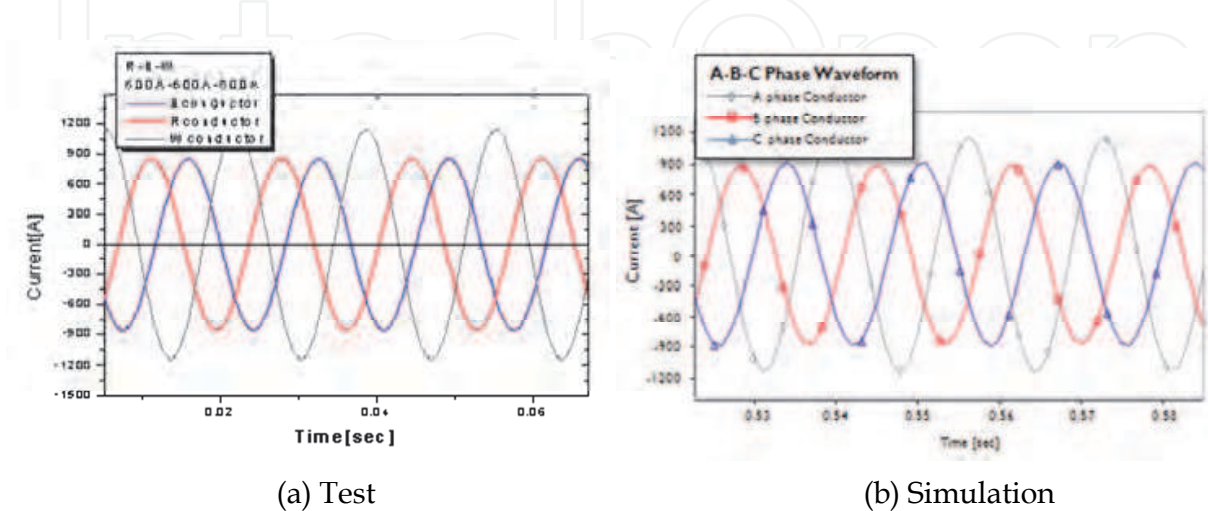 IntechOpen
R-B-W
600A-600A-600A
B conductor
R conductor
W conductor
1200
900
600
300
0
-300
-600
-900
-1200
-1500
Current[A]
0.02
0.04
0.06
Time[sec]
(a) Test
A-B-C Phase Waveform
A phase Conductor
B phase Conductor
C phase Conductor
1200
900
600
300
0
-300
-600
-900
-1200
Current [A]
0.53
0.54
0.55
0.56
0.57
0.58
Time [sec]
(b) Simulation